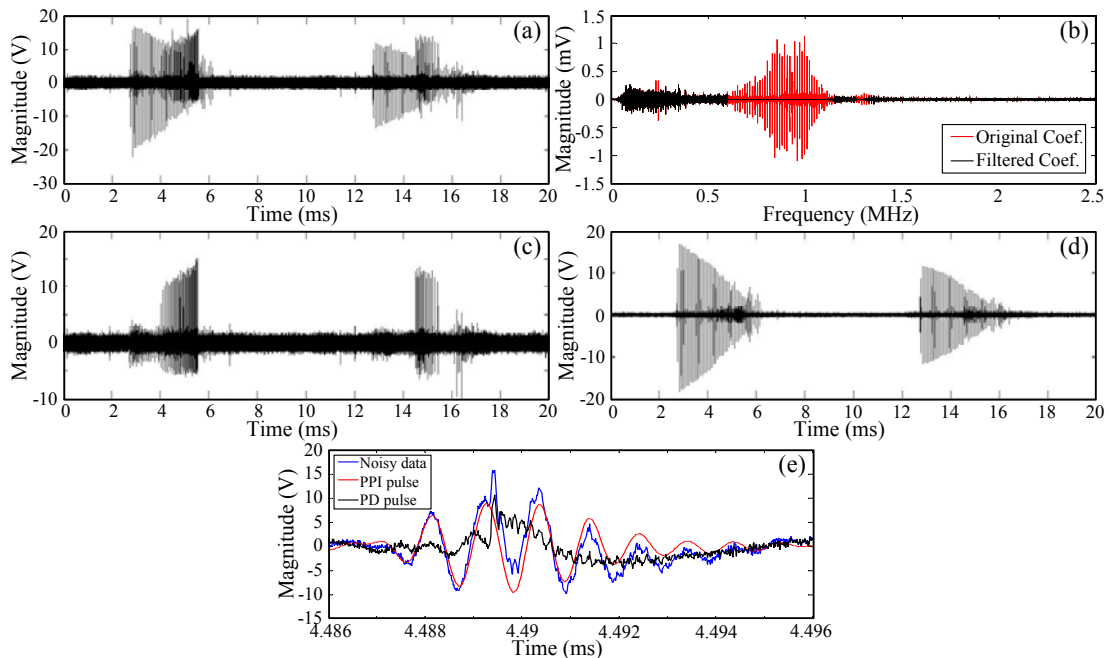 (a)
Magnitude (V)
20
10
0
-10
-20
-30
0 2 4 6 8 10 12 14 16 18 20
Time (ms)
(b)
Magnitude (mV)
1.5
1.0
0.5
0
-0.5
-1
-1.5
0 0.5 1 1.5 2 2.5
Frequency (MHz)
Original Coef.
Filtered Coef.
(c)
Magnitude (V)
20
10
0
-10
0 2 4 6 8 10 12 14 16 18 20
Time (ms)
(d)
Magnitude (V)
20
10
0
-10
-20
0 2 4 6 8 10 12 14 16 18 20
Time (ms)
(e)
Magnitude (V)
20
15
10
5
0
-5
-10
-15
4.486 4.488 4.49 4.492 4.494 4.496
Time (ms)
Noisy data
PPI pulse
PD pulse